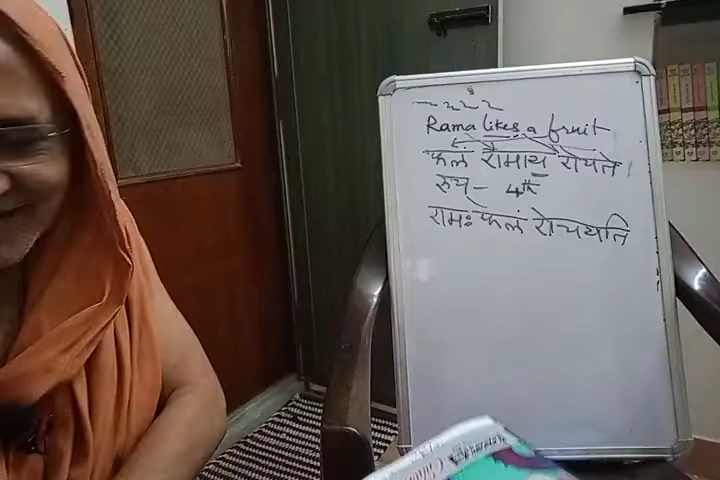 Rama likes a fruit
फलं रामाय रोचते
रुच् - 4th
रामः फलं रोचयति